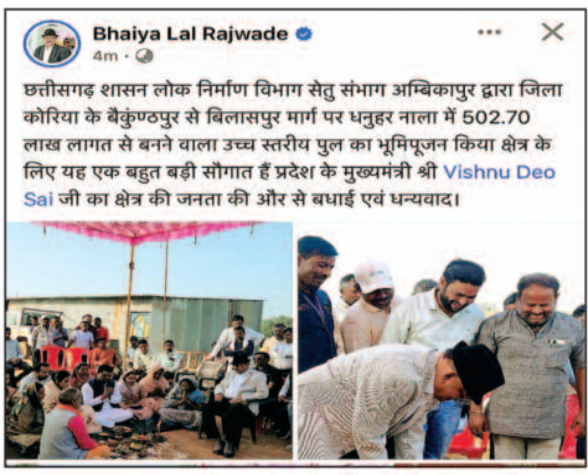 Bhaiya Lal Rajwade
4m
छत्तीसगढ़ शासन लोक निर्माण विभाग सेतु संभाग अम्बिकापुर द्वारा जिला
कोरिया के बैकुंण्ठपुर से बिलासपुर मार्ग पर धनुहर नाला में 502.70
लाख लागत से बनने वाला उच्च स्तरीय पुल का भूमिपूजन किया क्षेत्र के
लिए यह एक बहुत बड़ी सौगात हैं प्रदेश के मुख्यमंत्री श्री Vishnu Deo
Sai जी का क्षेत्र की जनता की और से बधाई एवं धन्यवाद।